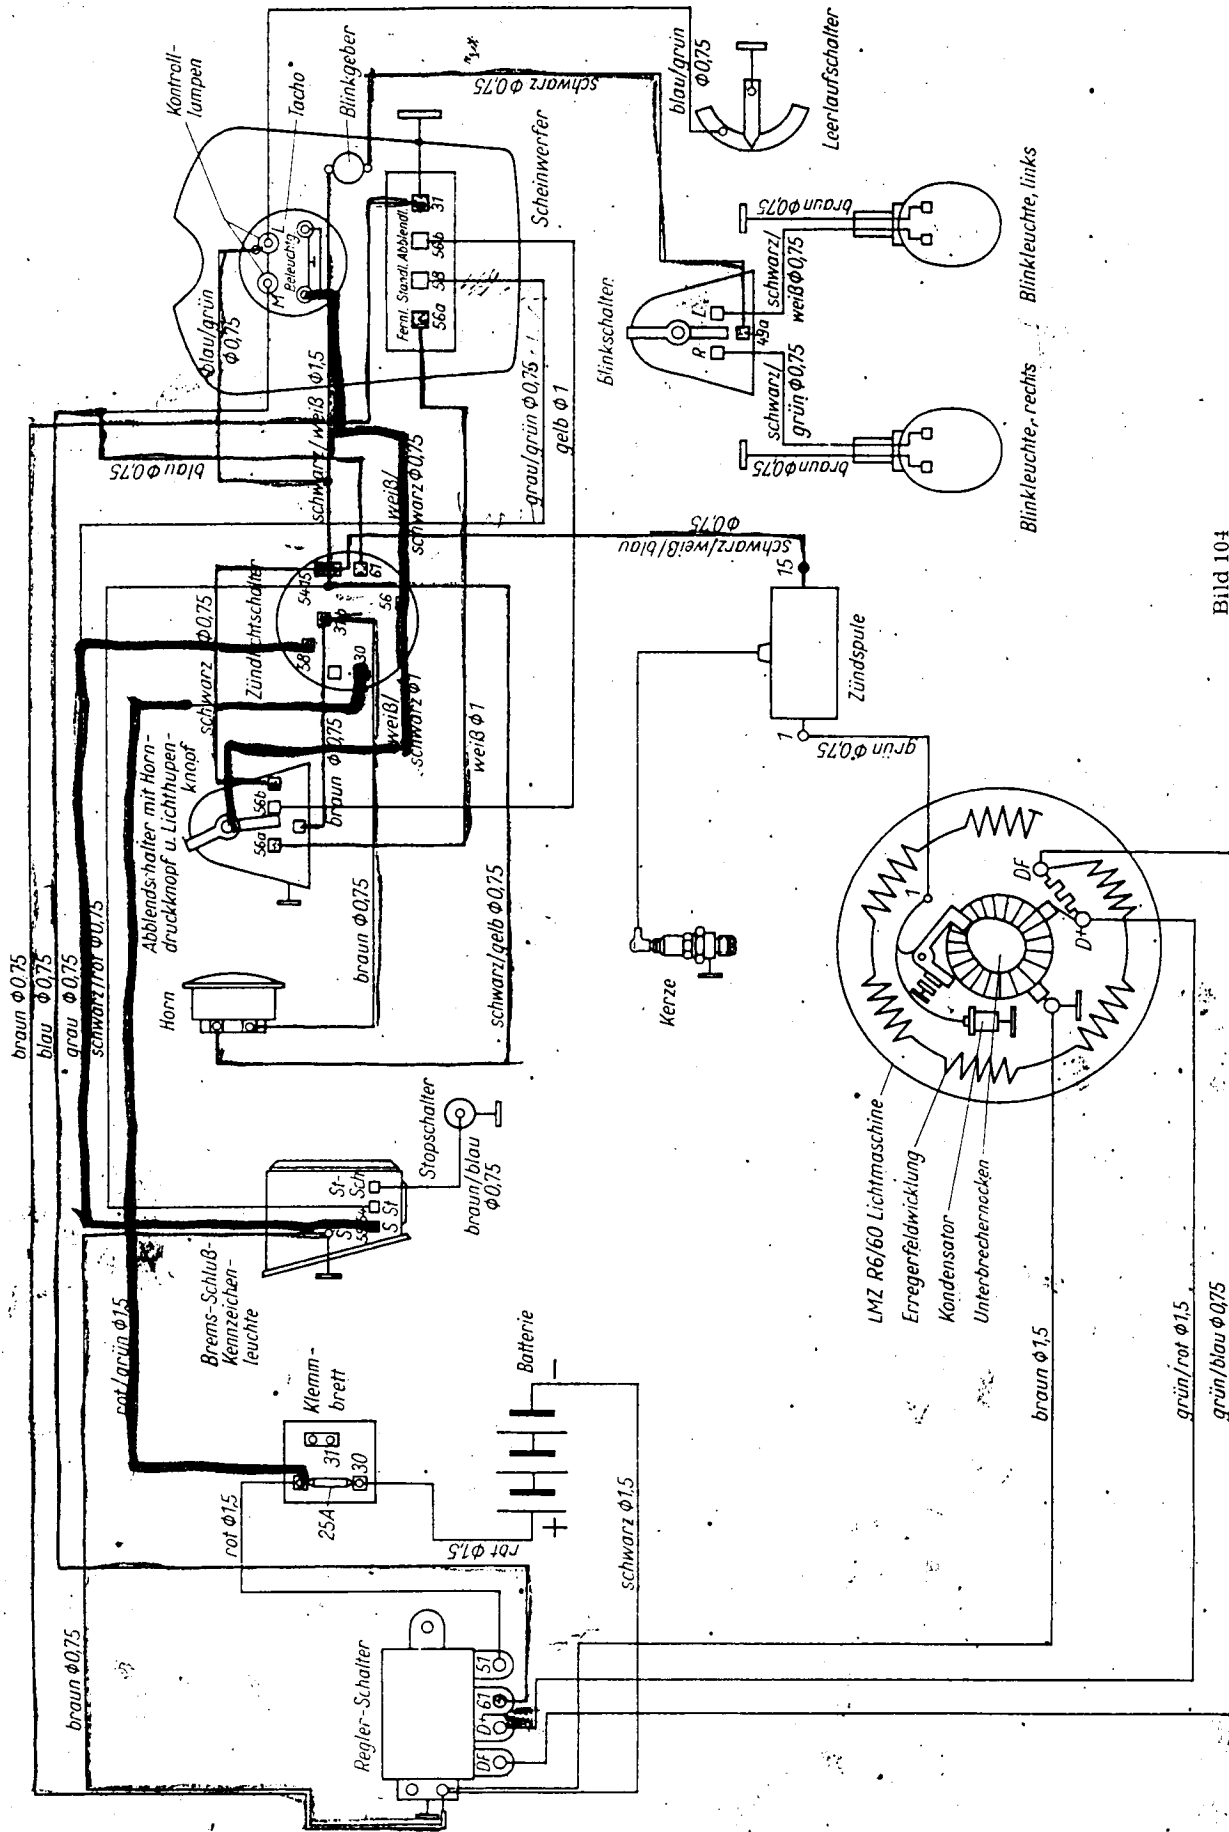 braun Φ0,75
blau Φ0,75
grau Φ0,75
schwarz/rot Φ0,75
braun Φ0,75
Regler-Schalter
DF
D+
61
51
rot Φ1,5
rot/grün Φ1,5
Klemm-
brett
31
30
25A
rot Φ1,5
Batterie
+
−
schwarz Φ1,5
Brems-Schluß-
Kennzeichen-
leuchte
St-
Sch
S St
Stopschalter
braun/blau
Φ0,75
Horn
braun Φ0,75
schwarz/gelb Φ0,75
Abblendschalter mit Horn-
druckknopf u. Lichthupen-
knopf
56a
56b
schwarz Φ0,75
braun Φ0,75
weiß/
schwarz Φ1
weiß Φ1
Zündlichtschalter
58
30
31b
5415
61
56
blau Φ0,75
blau/grün
Φ0,75
schwarz/weiß Φ1,5
weiß/
schwarz Φ0,75
grau/grün Φ0,75
gelb Φ1
Kontroll-
lampen
Tacho
Blinkgeber
M
L
Beleuchtg
Fernl. Standl. Abblendl.
56a
58
56b
31
Scheinwerfer
schwarz Φ0,75
blau/grün
Φ0,75
Leerlaufschalter
Blinkschalter
R
L
49a
schwarz/
grün Φ0,75
schwarz/
weiß Φ0,75
braun Φ0,75
braun Φ0,75
Blinkleuchte, rechts
Blinkleuchte, links
schwarz/weiß/blau
Φ0,75
15
Zündspule
1
grün Φ0,75
Kerze
1
DF
D+
LMZ R6/60 Lichtmaschine
Erregerfeldwicklung
Kondensator
Unterbrechernocken
braun Φ1,5
grün/rot Φ1,5
grün/blau Φ0,75
Bild 104